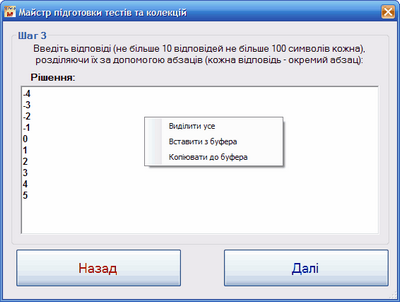 Майстр підготовки тестів та колекцій
Шаг 3
Введіть відповіді (не більше 10 відповідей не більше 100 символів кожна),
розділяючи їх за допомогою абзаців (кожна відповідь - окремий абзац):
Рішення:
-4
-3
-2
-1
0
1
2
3
4
5
Виділити усе
Вставити з буфера
Копіювати до буфера
Назад
Далі